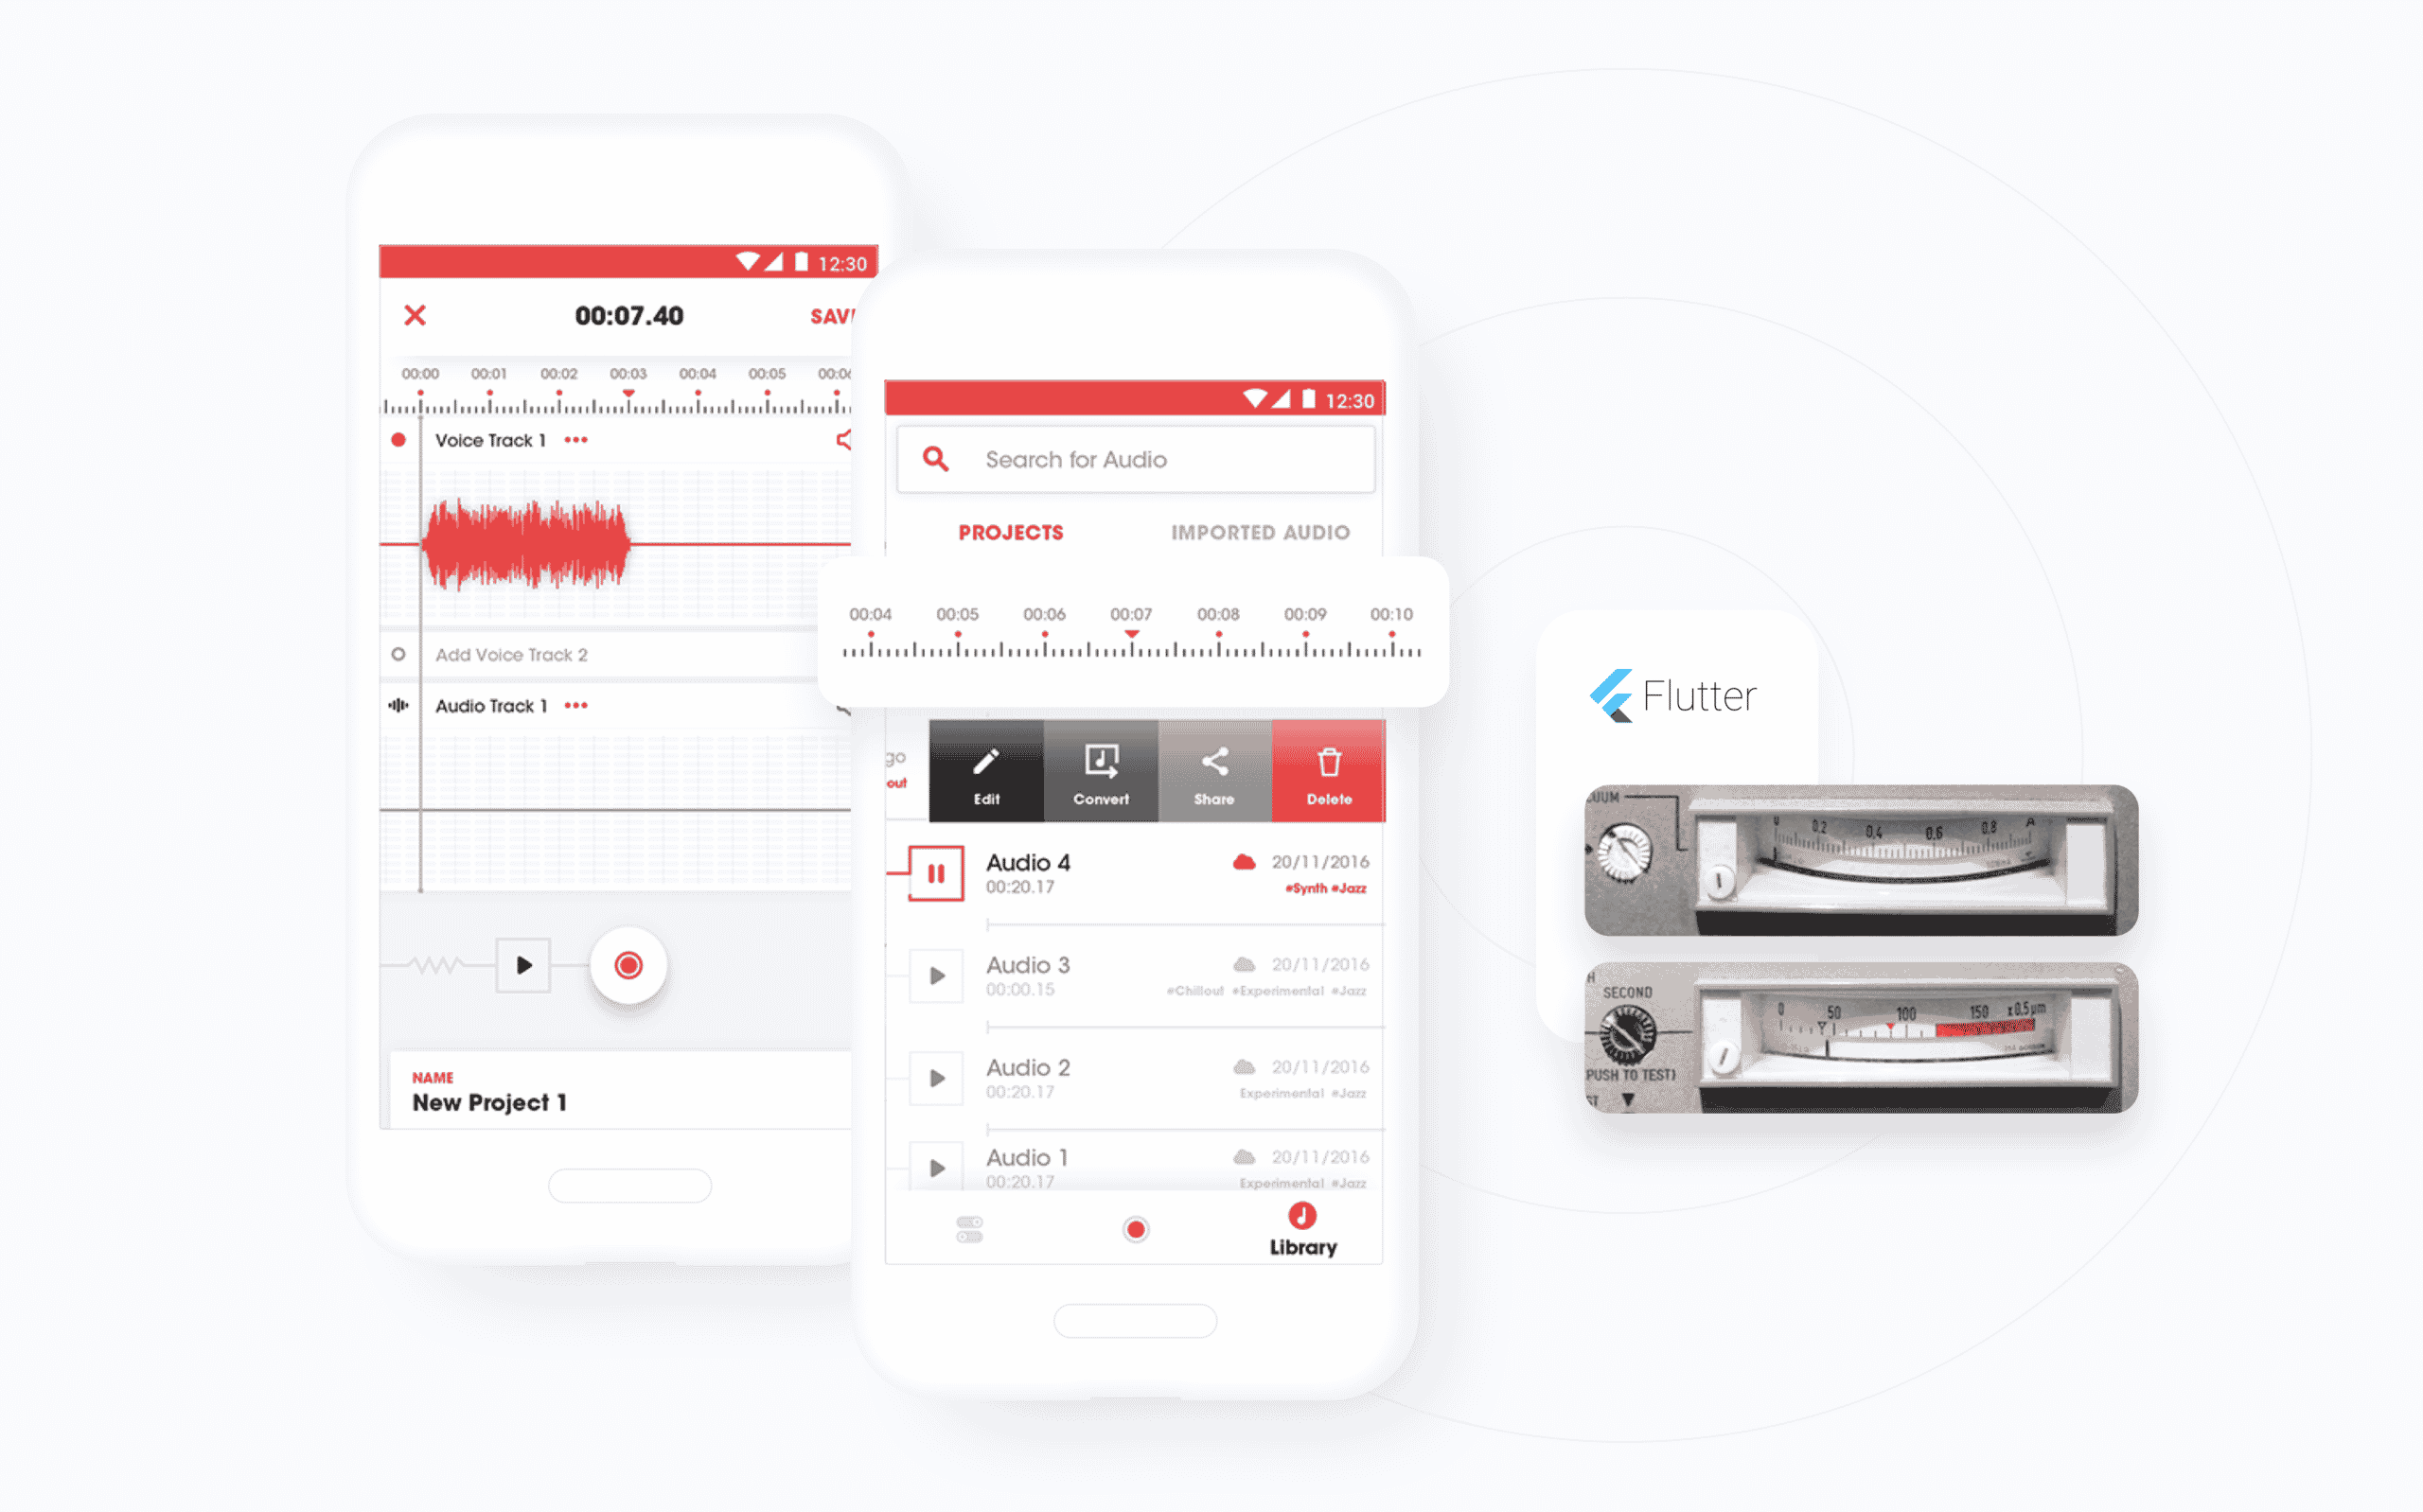 12:30
00:07.40
SAV
00:00 00:01 00:02 00:03 00:04 00:05 00:06
Voice Track 1
Add Voice Track 2
Audio Track 1
NAME
New Project 1
12:30
Search for Audio
PROJECTS IMPORTED AUDIO
00:04 00:05 00:06 00:07 00:08 00:09 00:10
go
out
Edit Convert Share Delete
Audio 4 20/11/2016
00:20.17 #Synth #Jazz
Audio 3 20/11/2016
00:00.15 #Chillout #Experimental #Jazz
Audio 2 20/11/2016
00:20.17 Experimental #Jazz
Audio 1 20/11/2016
00:20.17 Experimental #Jazz
Library
Flutter
0 0.2 0.4 0.6 0.8 A
SECOND
0 50 100 150 x0,5µm
PUSH TO TEST)